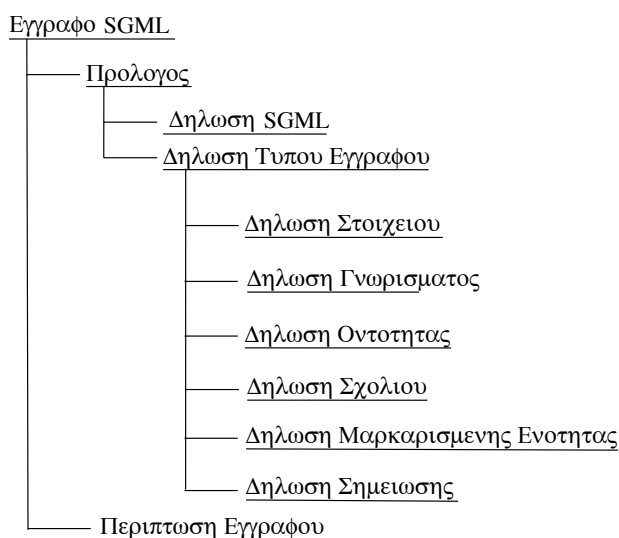 Εγγραφο SGML
Προλογος
Δηλωση SGML
Δηλωση Τυπου Εγγραφου
Δηλωση Στοιχειου
Δηλωση Γνωρισματος
Δηλωση Οντοτητας
Δηλωση Σχολιου
Δηλωση Μαρκαρισμενης Ενοτητας
Δηλωση Σημειωσης
Περιπτωση Εγγραφου